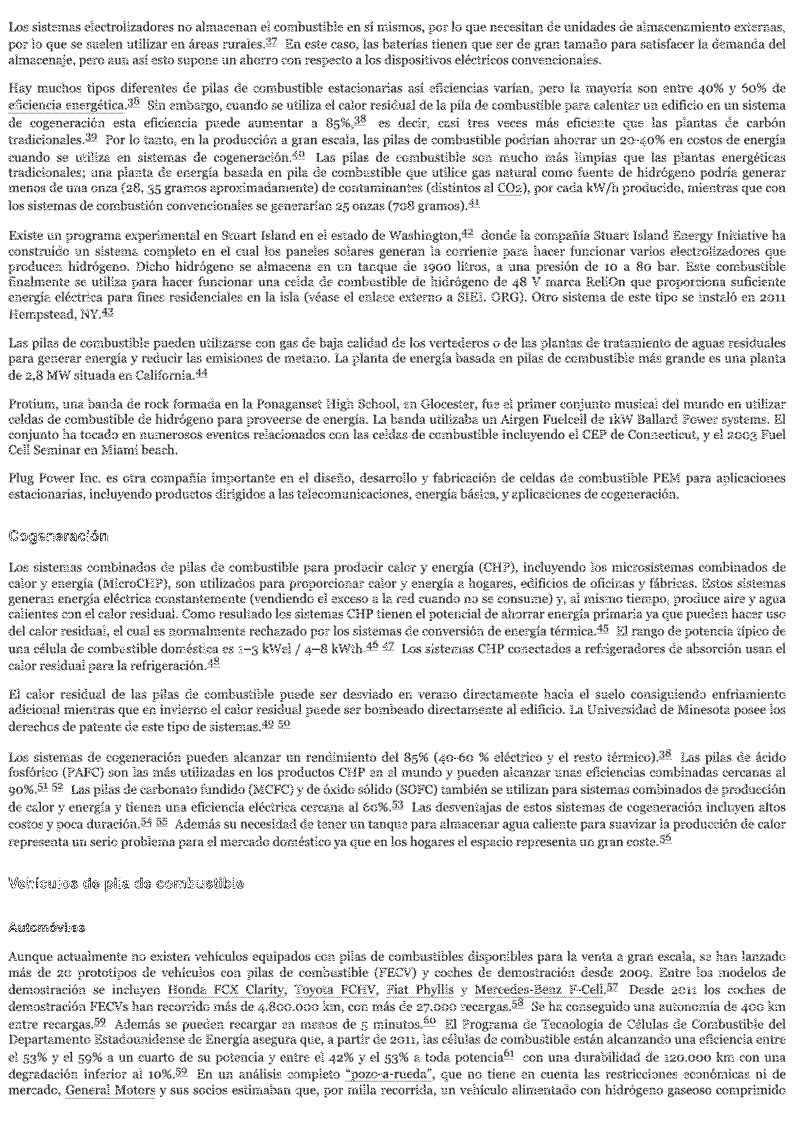 Los sistemas electrolizadores no almacenan el combustible en sí mismos, por lo que necesitan de unidades de almacenamiento externas,
por lo que se suelen utilizar en áreas rurales.37 En este caso, las baterías tienen que ser de gran tamaño para satisfacer la demanda del
almacenaje, pero aun así esto supone un ahorro con respecto a los dispositivos eléctricos convencionales.
Hay muchos tipos diferentes de pilas de combustible estacionarias así eficiencias varían, pero la mayoría son entre 40% y 60% de
eficiencia energética.38 Sin embargo, cuando se utiliza el calor residual de la pila de combustible para calentar un edificio en un sistema
de cogeneración esta eficiencia puede aumentar a 85%,38 es decir, casi tres veces más eficiente que las plantas de carbón
tradicionales.39 Por lo tanto, en la producción a gran escala, las pilas de combustible podrían ahorrar un 20-40% en costos de energía
cuando se utiliza en sistemas de cogeneración.40 Las pilas de combustible son mucho más limpias que las plantas energéticas
tradicionales; una planta de energía basada en pila de combustible que utilice gas natural como fuente de hidrógeno podría generar
menos de una onza (28, 35 gramos aproximadamente) de contaminantes (distintos al CO2), por cada kW/h producido, mientras que con
los sistemas de combustión convencionales se generarían 25 onzas (708 gramos).41
Existe un programa experimental en Stuart Island en el estado de Washington,42 donde la compañía Stuart Island Energy Initiative ha
construido un sistema completo en el cual los paneles solares generan la corriente para hacer funcionar varios electrolizadores que
producen hidrógeno. Dicho hidrógeno se almacena en un tanque de 1900 litros, a una presión de 10 a 80 bar. Este combustible
finalmente se utiliza para hacer funcionar una celda de combustible de hidrógeno de 48 V marca ReliOn que proporciona suficiente
energía eléctrica para fines residenciales en la isla (véase el enlace externo a SIEI. ORG). Otro sistema de este tipo se instaló en 2011
Hempstead, NY.43
Las pilas de combustible pueden utilizarse con gas de baja calidad de los vertederos o de las plantas de tratamiento de aguas residuales
para generar energía y reducir las emisiones de metano. La planta de energía basada en pilas de combustible más grande es una planta
de 2,8 MW situada en California.44
Protium, una banda de rock formada en la Ponaganset High School, en Glocester, fue el primer conjunto musical del mundo en utilizar
celdas de combustible de hidrógeno para proveerse de energía. La banda utilizaba un Airgen Fuelcell de 1kW Ballard Power systems. El
conjunto ha tocado en numerosos eventos relacionados con las celdas de combustible incluyendo el CEP de Connecticut, y el 2003 Fuel
Cell Seminar en Miami beach.
Plug Power Inc. es otra compañía importante en el diseño, desarrollo y fabricación de celdas de combustible PEM para aplicaciones
estacionarias, incluyendo productos dirigidos a las telecomunicaciones, energía básica, y aplicaciones de cogeneración.
Cogeneración
Los sistemas combinados de pilas de combustible para producir calor y energía (CHP), incluyendo los microsistemas combinados de
calor y energía (MicroCHP), son utilizados para proporcionar calor y energía a hogares, edificios de oficinas y fábricas. Estos sistemas
generan energía eléctrica constantemente (vendiendo el exceso a la red cuando no se consume) y, al mismo tiempo, produce aire y agua
calientes con el calor residual. Como resultado los sistemas CHP tienen el potencial de ahorrar energía primaria ya que pueden hacer uso
del calor residual, el cual es normalmente rechazado por los sistemas de conversión de energía térmica.45 El rango de potencia típico de
una célula de combustible doméstica es 1–3 kWel / 4–8 kWth.46 47 Los sistemas CHP conectados a refrigeradores de absorción usan el
calor residual para la refrigeración.48
El calor residual de las pilas de combustible puede ser desviado en verano directamente hacia el suelo consiguiendo enfriamiento
adicional mientras que en invierno el calor residual puede ser bombeado directamente al edificio. La Universidad de Minesota posee los
derechos de patente de este tipo de sistemas.49 50
Los sistemas de cogeneración pueden alcanzar un rendimiento del 85% (40-60 % eléctrico y el resto térmico).38 Las pilas de ácido
fosfórico (PAFC) son las más utilizadas en los productos CHP en el mundo y pueden alcanzar unas eficiencias combinadas cercanas al
90%.51 52 Las pilas de carbonato fundido (MCFC) y de óxido sólido (SOFC) también se utilizan para sistemas combinados de producción
de calor y energía y tienen una eficiencia eléctrica cercana al 60%.53 Las desventajas de estos sistemas de cogeneración incluyen altos
costos y poca duración.54 55 Además su necesidad de tener un tanque para almacenar agua caliente para suavizar la producción de calor
representa un serio problema para el mercado doméstico ya que en los hogares el espacio representa un gran coste.56
Vehículos de pila de combustible
Automóviles
Aunque actualmente no existen vehículos equipados con pilas de combustibles disponibles para la venta a gran escala, se han lanzado
más de 20 prototipos de vehículos con pilas de combustible (FECV) y coches de demostración desde 2009. Entre los modelos de
demostración se incluyen Honda FCX Clarity, Toyota FCHV, Fiat Phyllis y Mercedes-Benz F-Cell.57 Desde 2011 los coches de
demostración FECVs han recorrido más de 4.800.000 km, con más de 27.000 recargas.58 Se ha conseguido una autonomía de 400 km
entre recargas.59 Además se pueden recargar en menos de 5 minutos.60 El Programa de Tecnología de Células de Combustible del
Departamento Estadounidense de Energía asegura que, a partir de 2011, las células de combustible están alcanzando una eficiencia entre
el 53% y el 59% a un cuarto de su potencia y entre el 42% y el 53% a toda potencia61 con una durabilidad de 120.000 km con una
degradación inferior al 10%.59 En un análisis completo "pozo-a-rueda", que no tiene en cuenta las restricciones económicas ni de
mercado, General Motors y sus socios estimaban que, por milla recorrida, un vehículo alimentado con hidrógeno gaseoso comprimido